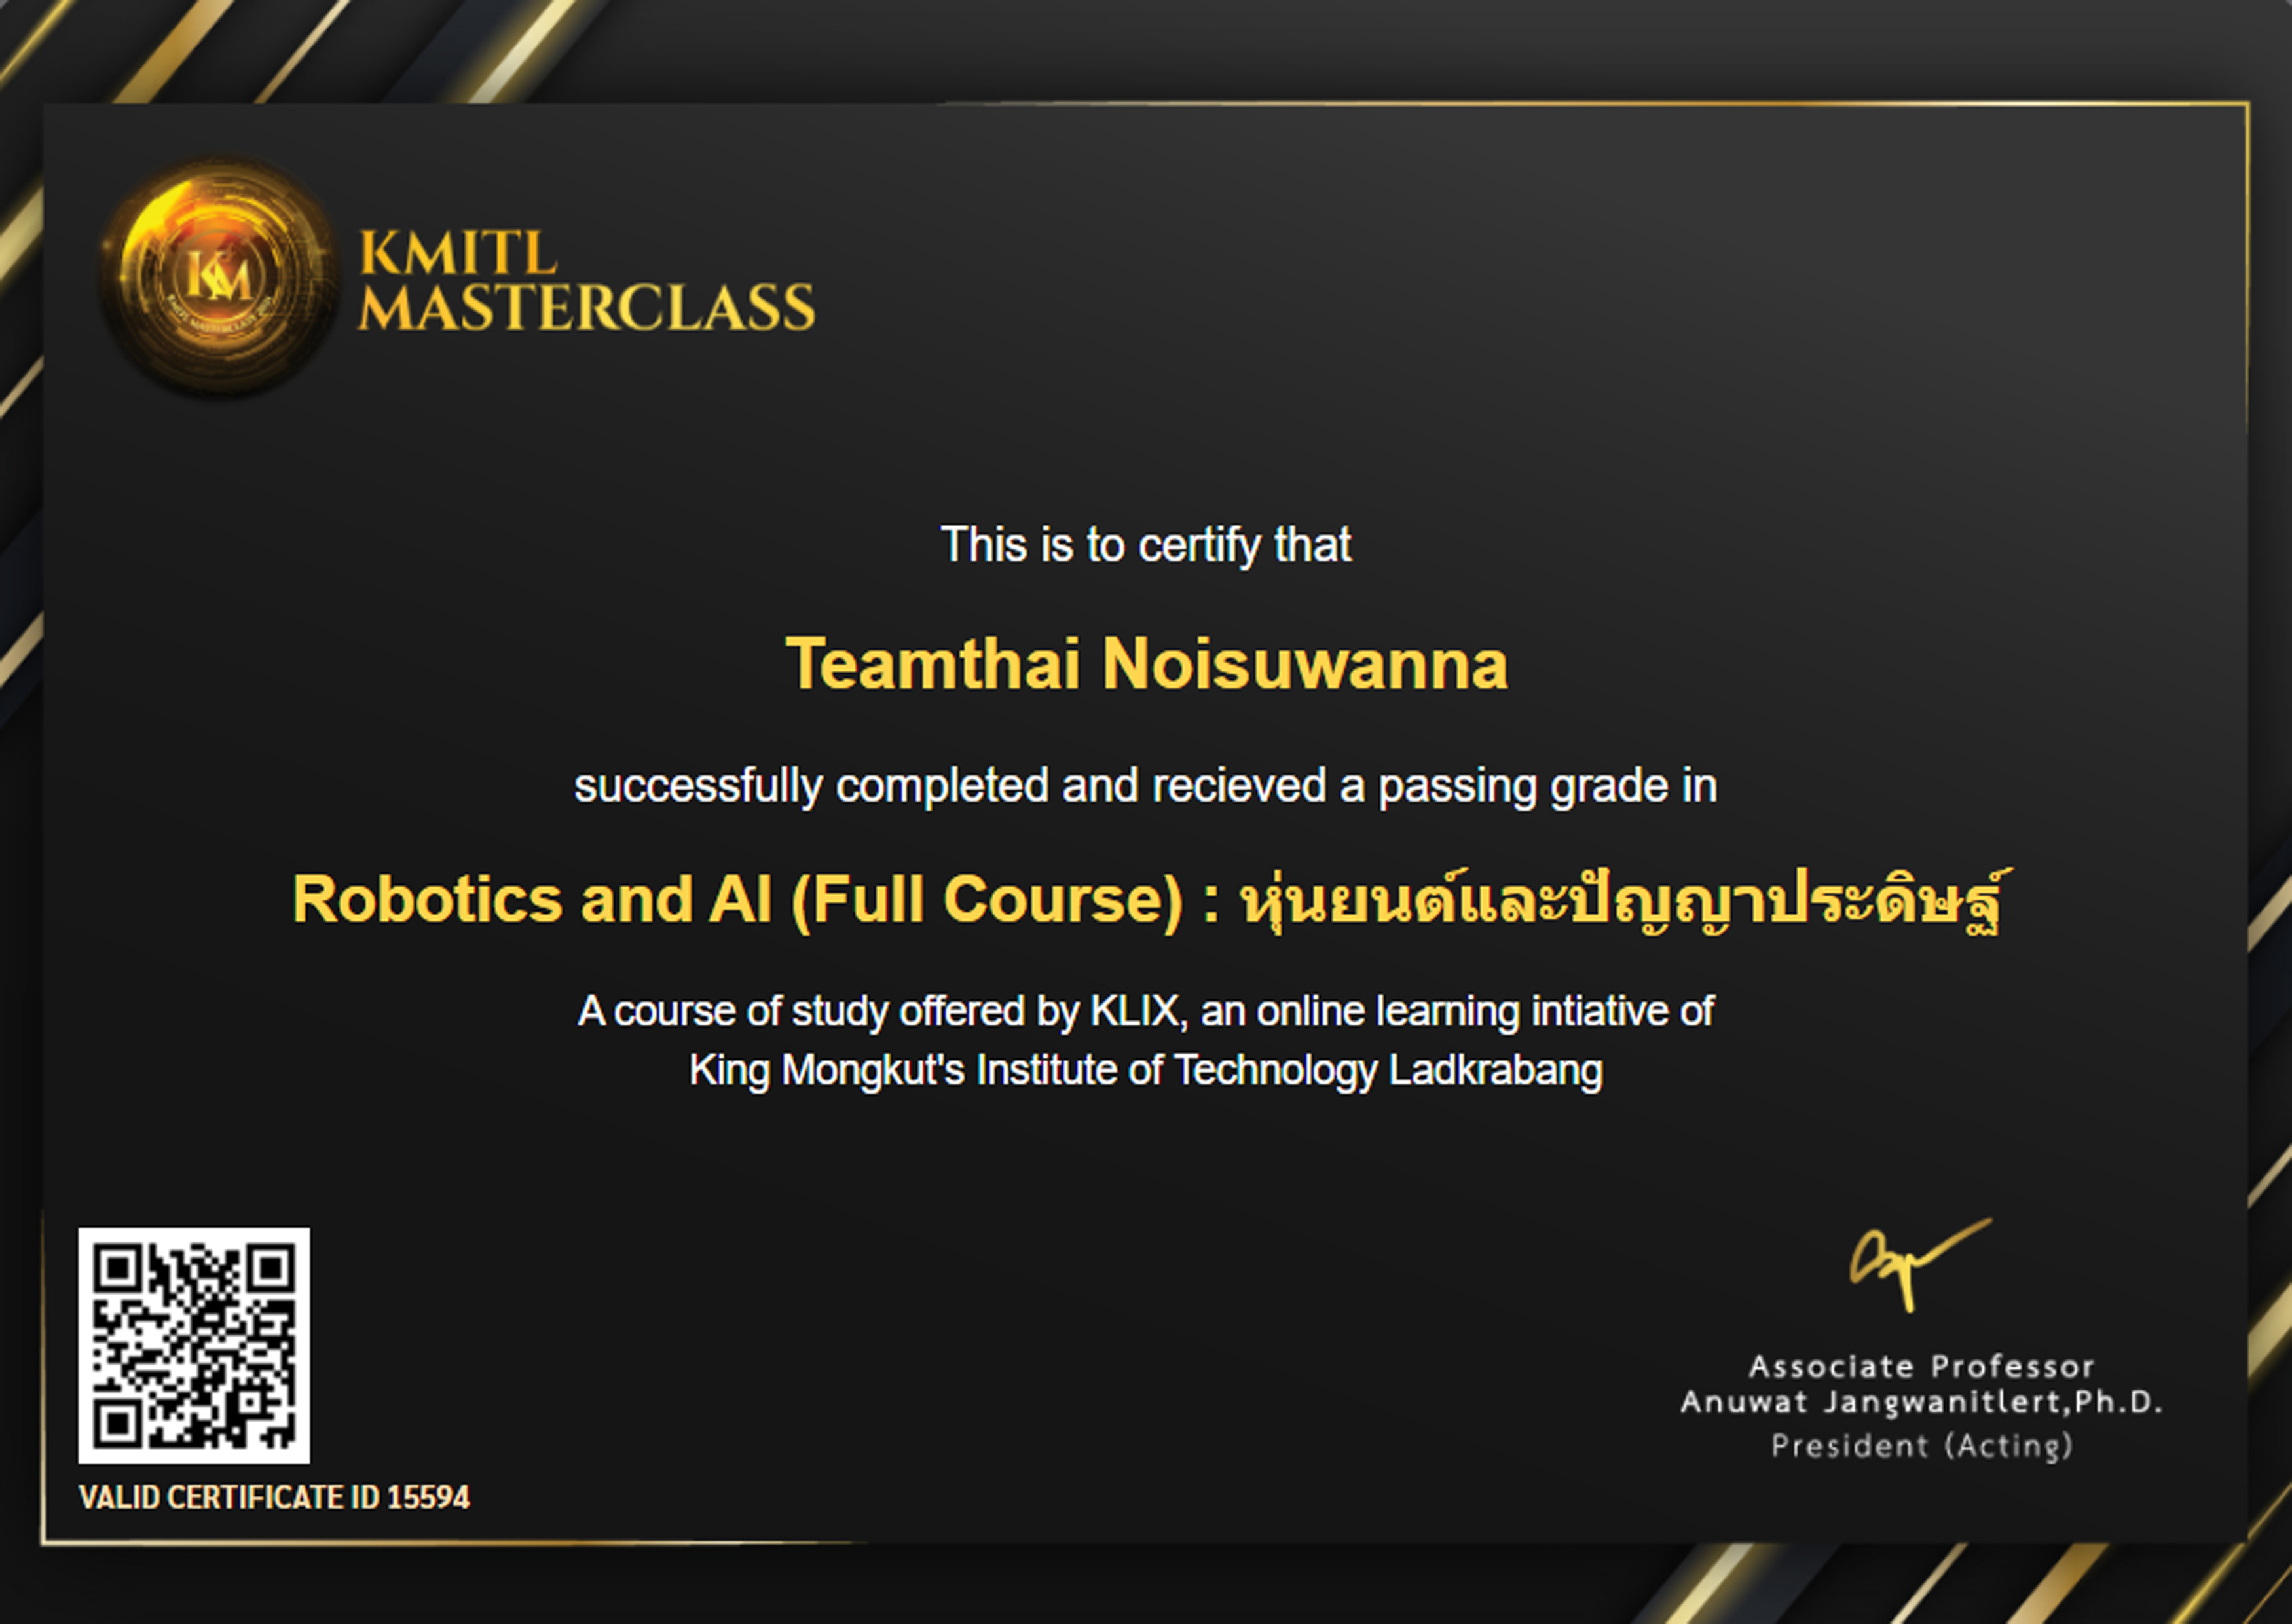 KM
KMITL MASTERCLASS
KMITL
MASTERCLASS
This is to certify that
Teamthai Noisuwanna
successfully completed and recieved a passing grade in
Robotics and AI (Full Course) : หุ่นยนต์และปัญญาประดิษฐ์
A course of study offered by KLIX, an online learning intiative of
King Mongkut's Institute of Technology Ladkrabang
VALID CERTIFICATE ID 15594
Associate Professor
Anuwat Jangwanitlert,Ph.D.
President (Acting)